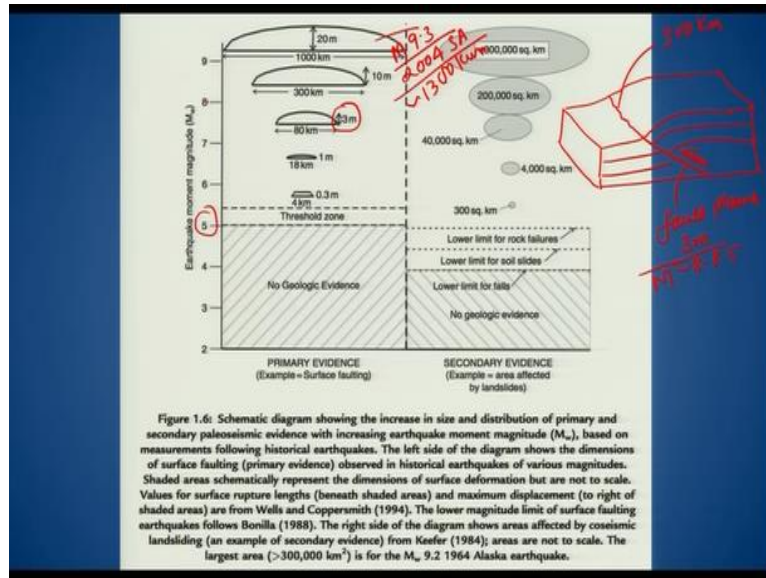 20m
1000 km
10m
300 km
3m
80 km
1 m
18 km
0.3 m
4 km
Threshold zone
No Geologic Evidence
9
8
7
6
5
4
3
2
Earthquake moment magnitude (Mw)
PRIMARY EVIDENCE
(Example = Surface faulting)
M 9.3
2004 SA
1300 km
200,000 sq. km
40,000 sq. km
4,000 sq. km
300 sq. km
Lower limit for rock failures
Lower limit for soil slides
Lower limit for falls
No geologic evidence
SECONDARY EVIDENCE
(Example = area affected
by landslides)
km
fault
3m
Figure 1.6: Schematic diagram showing the increase in size and distribution of primary and
secondary paleoseismic evidence with increasing earthquake moment magnitude (Mw), based on
measurements following historical earthquakes. The left side of the diagram shows the dimensions
of surface faulting (primary evidence) observed in historical earthquakes of various magnitudes.
Shaded areas schematically represent the dimensions of surface deformation but are not to scale.
Values for surface rupture lengths (beneath shaded areas) and maximum displacement (to right of
shaded areas) are from Wells and Coppersmith (1994). The lower magnitude limit of surface faulting
earthquakes follows Bonilla (1988). The right side of the diagram shows areas affected by coseismic
landsliding (an example of secondary evidence) from Keefer (1984); areas are not to scale. The
largest area (>300,000 km²) is for the Mw 9.2 1964 Alaska earthquake.